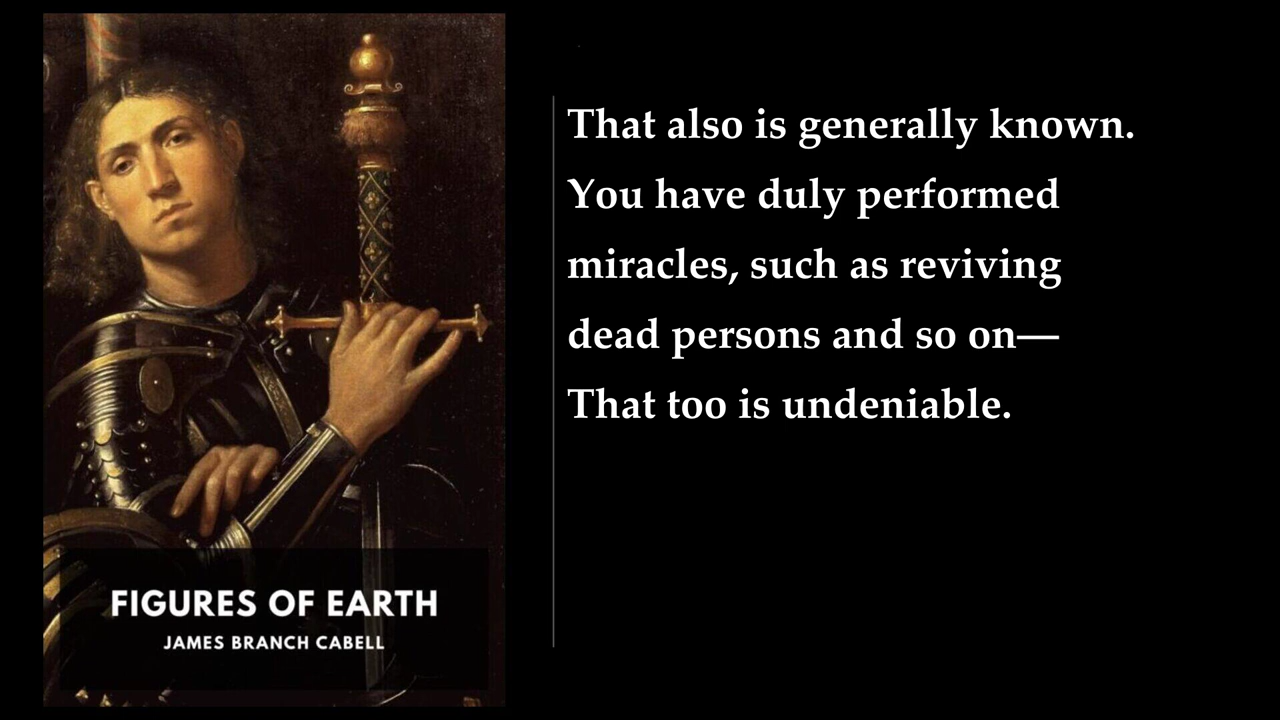 That also is generally known.
You have duly performed
miracles, such as reviving
dead persons and so on—
That too is undeniable.
FIGURES OF EARTH
JAMES BRANCH CABELL